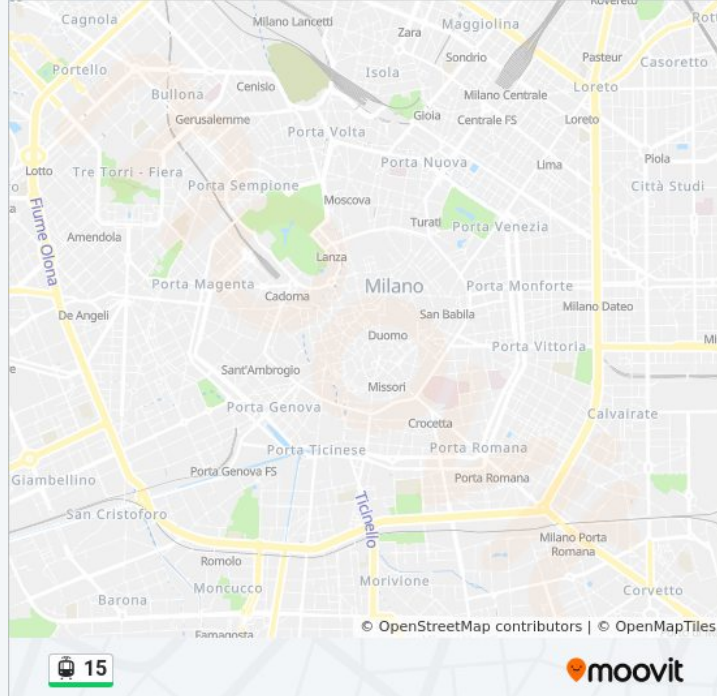 Rovereto
Cagnola
Milano Lancetti
Maggiolina
Zara
Portello
Sondrio
Pasteur
Casoretto
Isola
Bullona
Cenisio
Milano Centrale
Loreto
Gerusalemme
Gioia
Centrale FS
Loreto
Porta Volta
Lotto
Tre Torri - Fiera
Porta Nuova
Lima
Piola
Porta Sempione
Città Studi
Moscova
Fiume Olona
Turati
Porta Venezia
Amendola
Lanza
Porta Magenta
Milano
Porta Monforte
Cadorna
De Angeli
San Babila
Milano Dateo
Duomo
Porta Vittoria
Sant'Ambrogio
Missori
Porta Genova
Crocetta
Calvairate
Porta Ticinese
Porta Romana
Giambellino
Porta Genova FS
Porta Romana
San Cristoforo
Ticinello
Milano Porta
Romana
Romolo
Moncucco
Morivione
Corvetto
Barona
Famagosta
© OpenStreetMap contributors | © OpenMapTiles
15
moovit